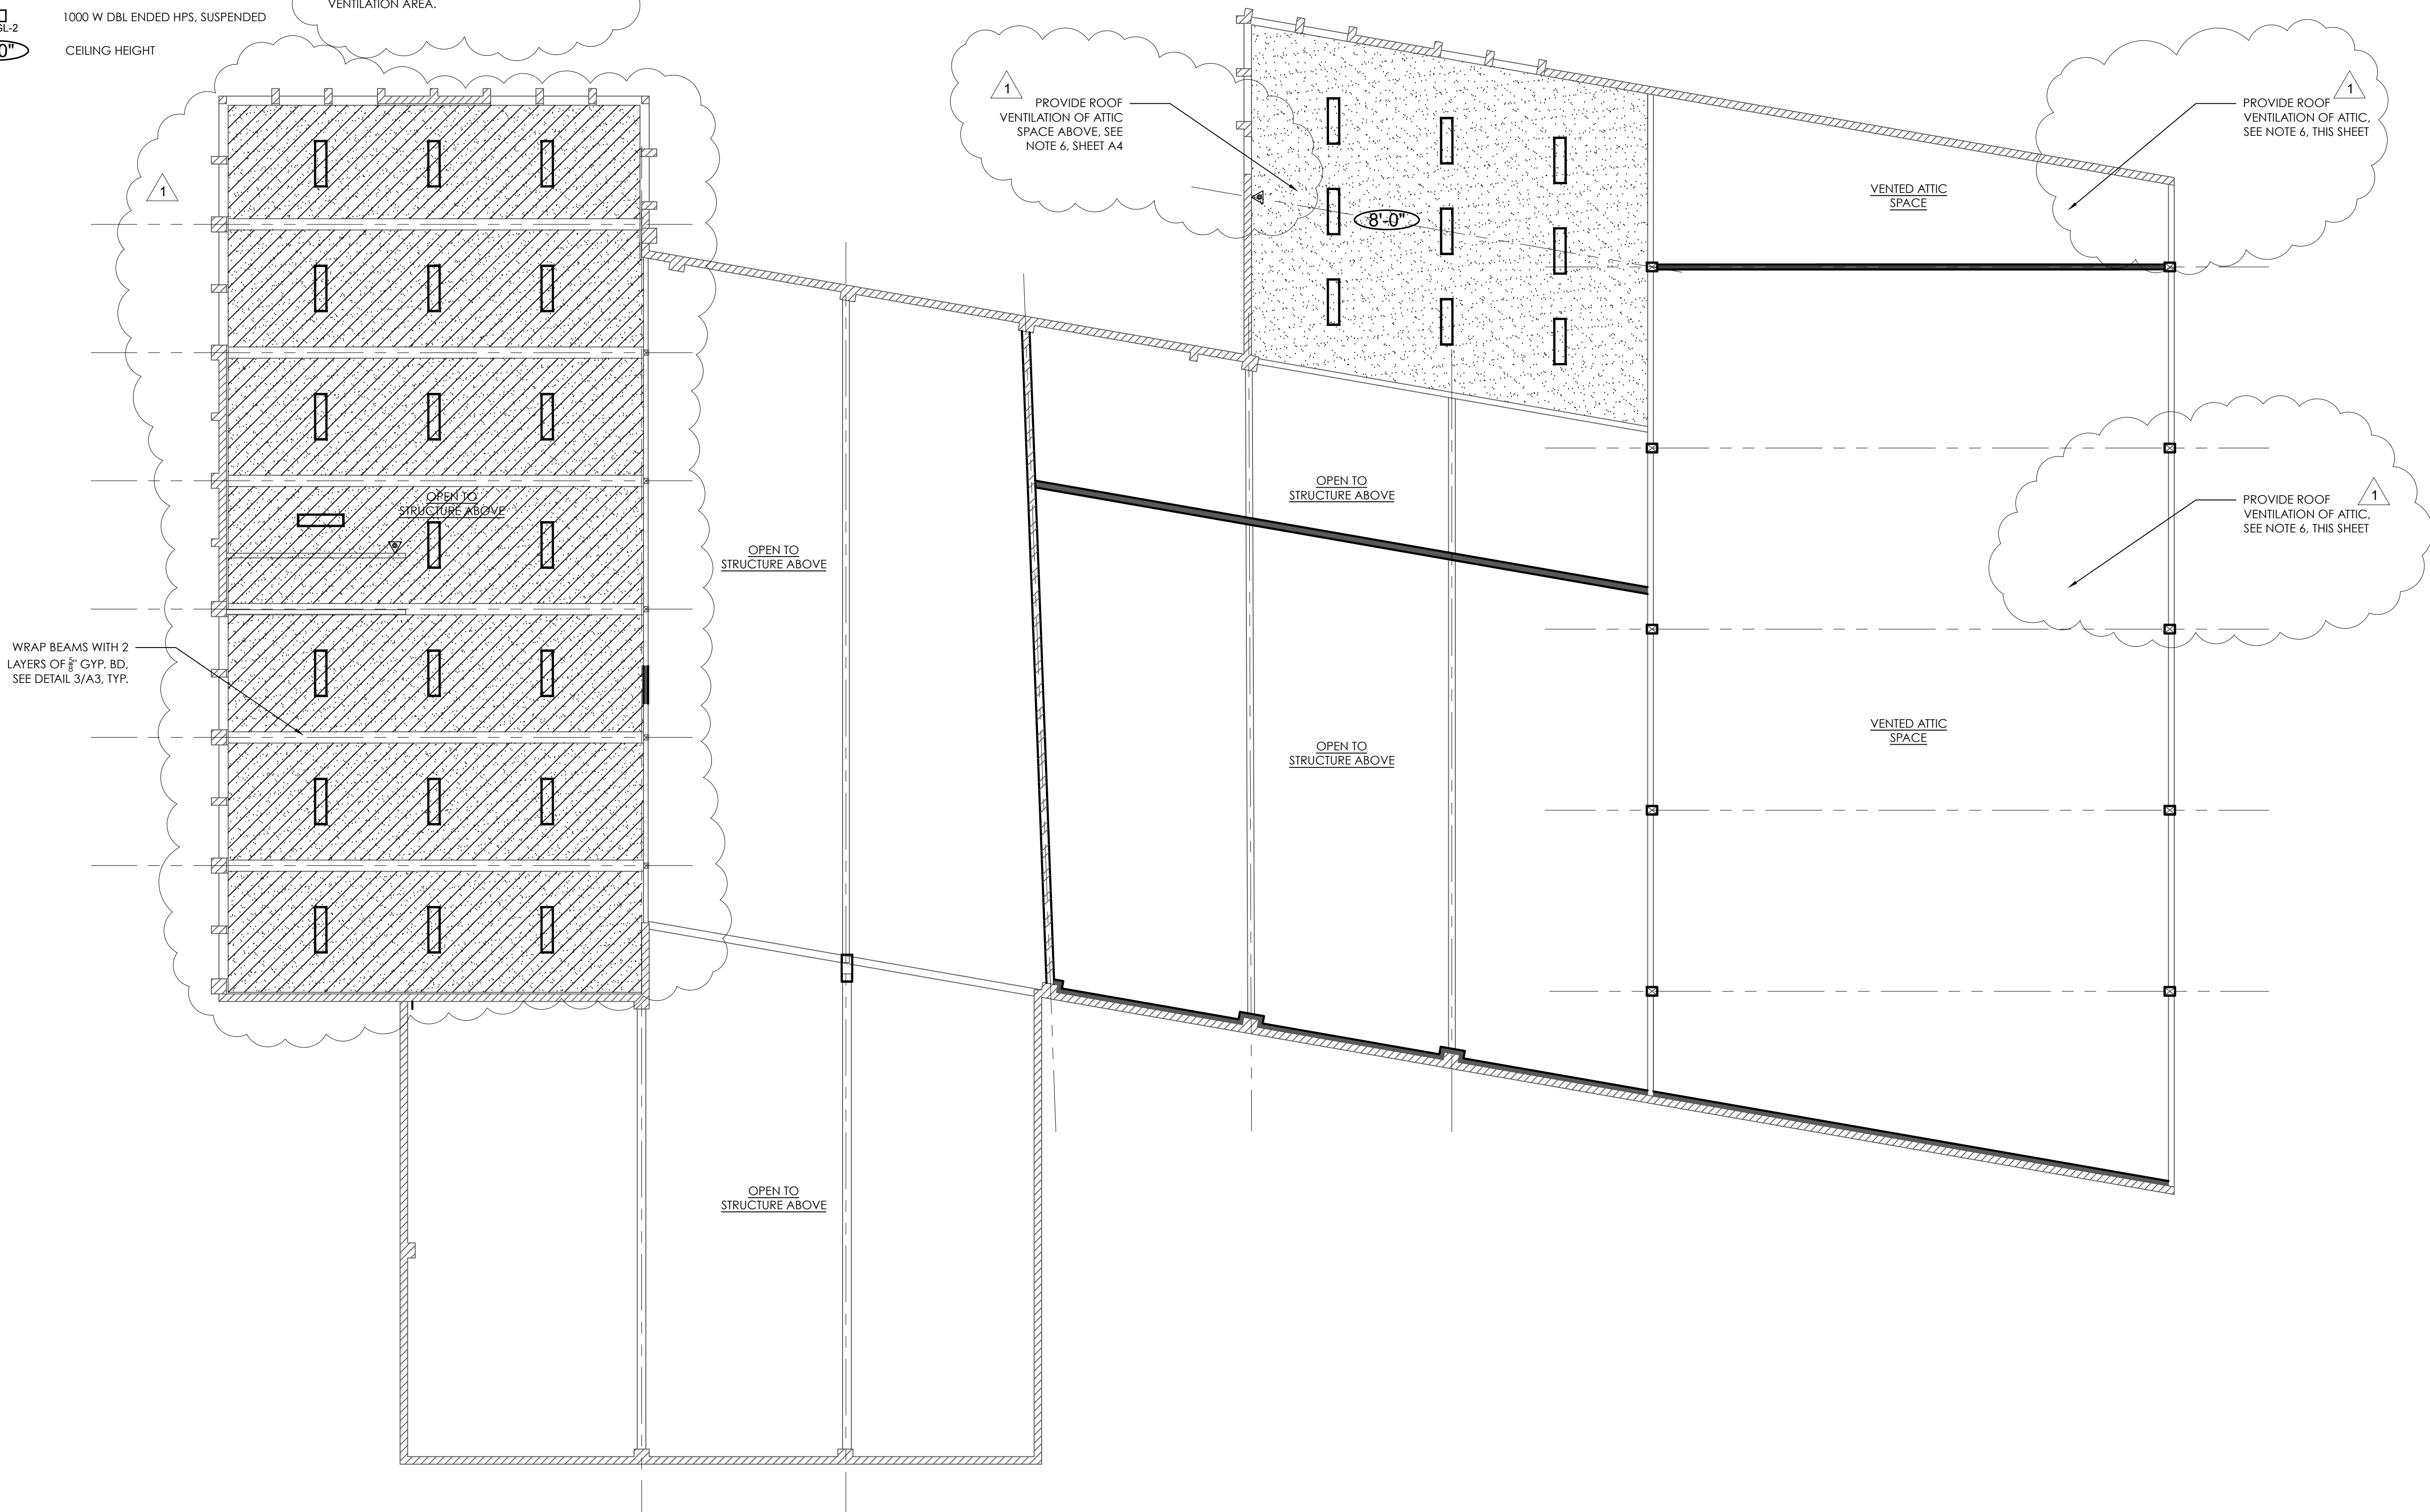 VENTILATION AREA.
1000 W DBL ENDED HPS, SUSPENDED
GL-2
0"
CEILING HEIGHT
1
PROVIDE ROOF
VENTILATION OF ATTIC
SPACE ABOVE, SEE
NOTE 6, SHEET A4
1
PROVIDE ROOF
VENTILATION OF ATTIC,
SEE NOTE 6, THIS SHEET
1
VENTED ATTIC
SPACE
8'-0"
OPEN TO
STRUCTURE ABOVE
OPEN TO
STRUCTURE ABOVE
OPEN TO
STRUCTURE ABOVE
1
PROVIDE ROOF
VENTILATION OF ATTIC,
SEE NOTE 6, THIS SHEET
WRAP BEAMS WITH 2
LAYERS OF 5/8" GYP. BD,
SEE DETAIL 3/A3, TYP.
OPEN TO
STRUCTURE ABOVE
VENTED ATTIC
SPACE
OPEN TO
STRUCTURE ABOVE